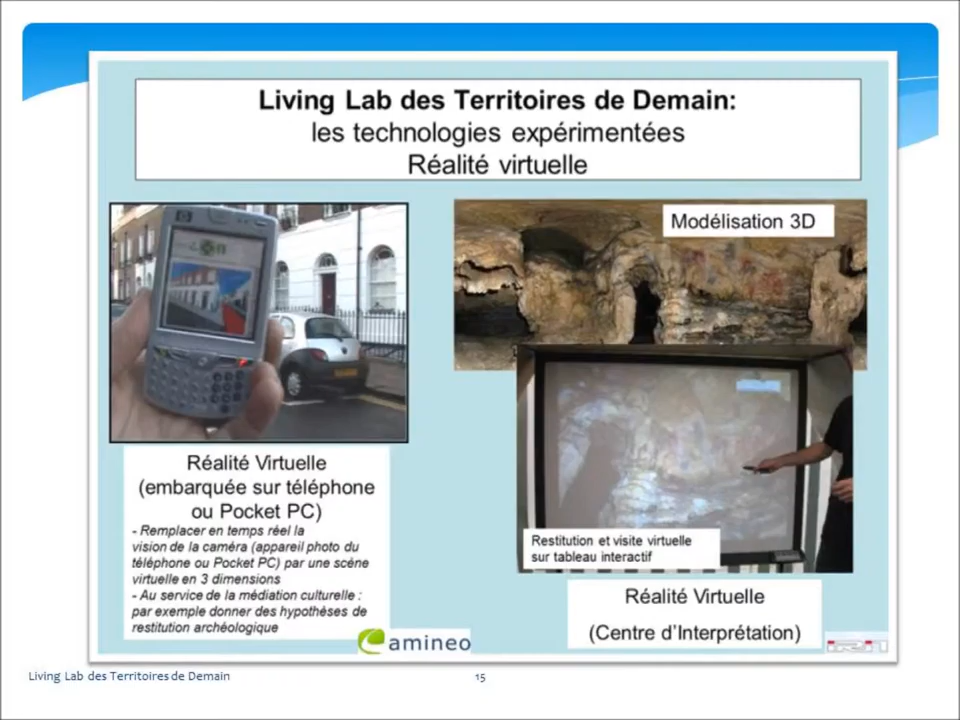 Living Lab des Territoires de Demain:
les technologies expérimentées
Réalité virtuelle
Modélisation 3D
Réalité Virtuelle
(embarquée sur téléphone
ou Pocket PC)
- Remplacer en temps réel la
vision de la caméra (appareil photo du
téléphone ou Pocket PC) par une scène
virtuelle en 3 dimensions
- Au service de la médiation culturelle :
par exemple donner des hypothèses de
restitution archéologique
amineo
Restitution et visite virtuelle
sur tableau interactif
Réalité Virtuelle
(Centre d'Interprétation)
Living Lab des Territoires de Demain
15